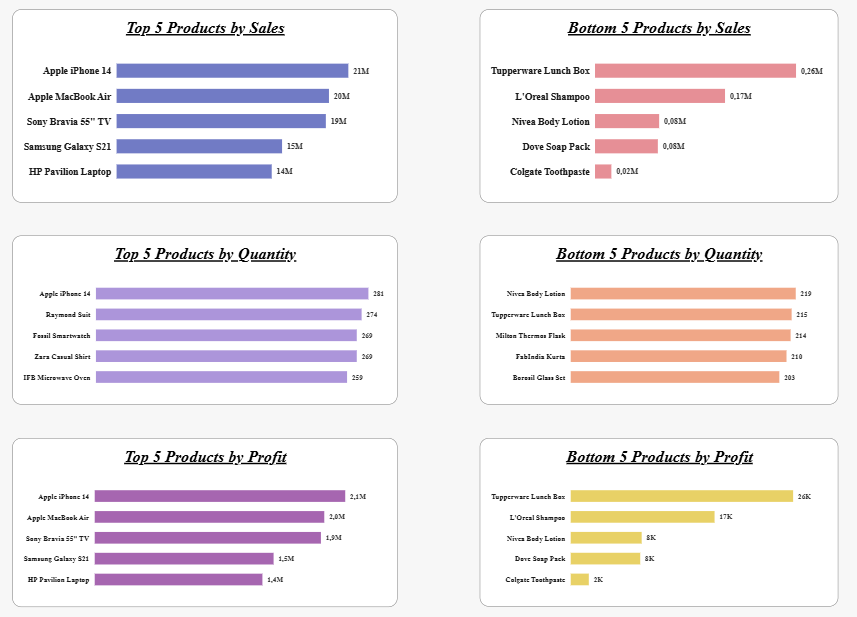 Top 5 Products by Sales
Apple iPhone 14 21M
Apple MacBook Air 20M
Sony Bravia 55" TV 19M
Samsung Galaxy S21 15M
HP Pavilion Laptop 14M
Bottom 5 Products by Sales
Tupperware Lunch Box 0,26M
L'Oreal Shampoo 0,17M
Nivea Body Lotion 0,08M
Dove Soap Pack 0,08M
Colgate Toothpaste 0,02M
Top 5 Products by Quantity
Apple iPhone 14 281
Raymond Suit 274
Fossil Smartwatch 269
Zara Casual Shirt 269
IFB Microwave Oven 259
Bottom 5 Products by Quantity
Nivea Body Lotion 219
Tupperware Lunch Box 215
Milton Thermos Flask 214
FabIndia Kurta 210
Borosil Glass Set 203
Top 5 Products by Profit
Apple iPhone 14 2,1M
Apple MacBook Air 2,0M
Sony Bravia 55" TV 1,9M
Samsung Galaxy S21 1,5M
HP Pavilion Laptop 1,4M
Bottom 5 Products by Profit
Tupperware Lunch Box 26K
L'Oreal Shampoo 17K
Nivea Body Lotion 8K
Dove Soap Pack 8K
Colgate Toothpaste 2K